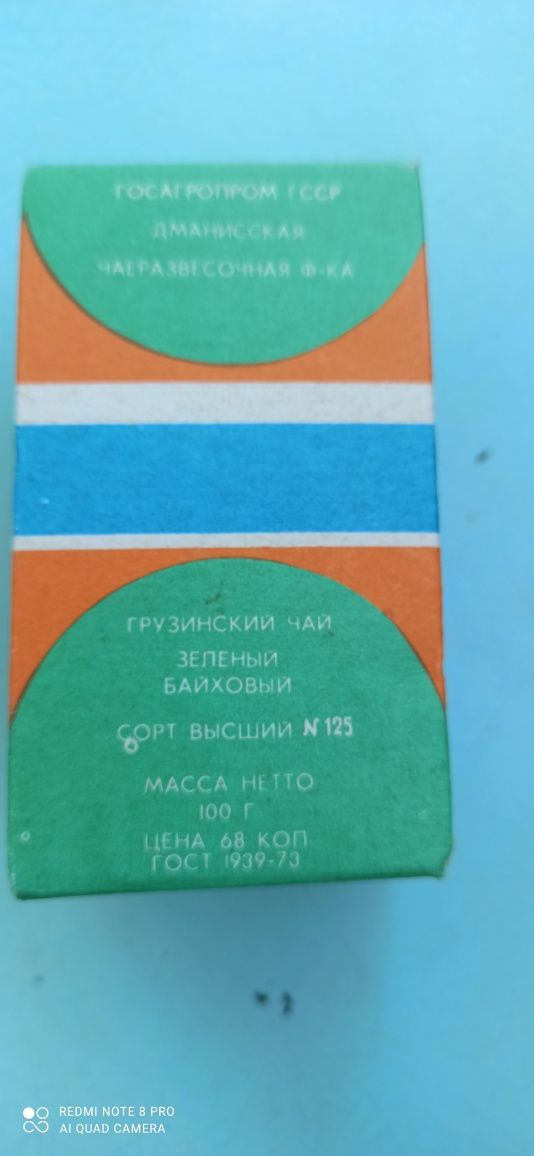 ГОСАГРОПРОМ ГССР
ДМАНИССКАЯ
ЧАЕРАЗВЕСОЧНАЯ Ф-КА
ГРУЗИНСКИЙ ЧАЙ
ЗЕЛЕНЫЙ
БАЙХОВЫЙ
СОРТ ВЫСШИЙ №125
МАССА НЕТТО
100 Г
ЦЕНА 68 КОП
ГОСТ 1939-73
REDMI NOTE 8 PRO
AI QUAD CAMERA